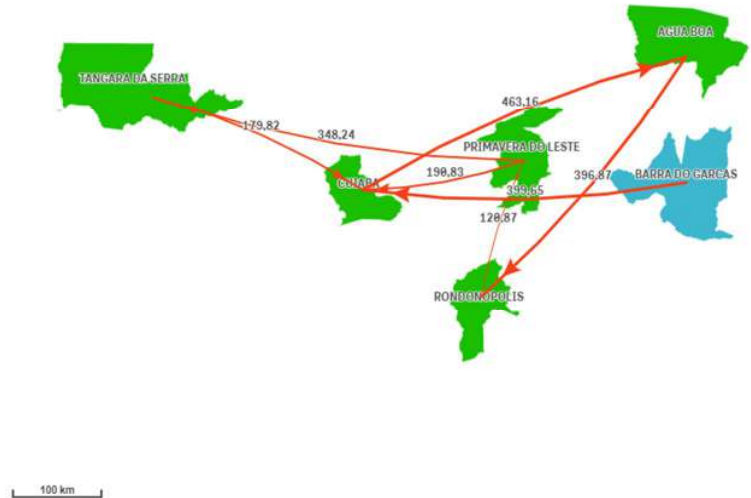 AGUA BOA
TANGARA DA SERRA
463,16
179,82
348,24
PRIMAVERA DO LESTE
190,83
396,87
BARRA DO GARCAS
CUIABA
399,65
120,87
RONDONOPOLIS
100 km